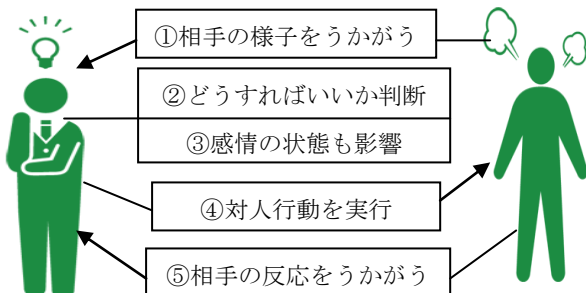 ①相手の様子をうかがう
②どうすればいいか判断
③感情の状態も影響
④対人行動を実行
⑤相手の反応をうかがう